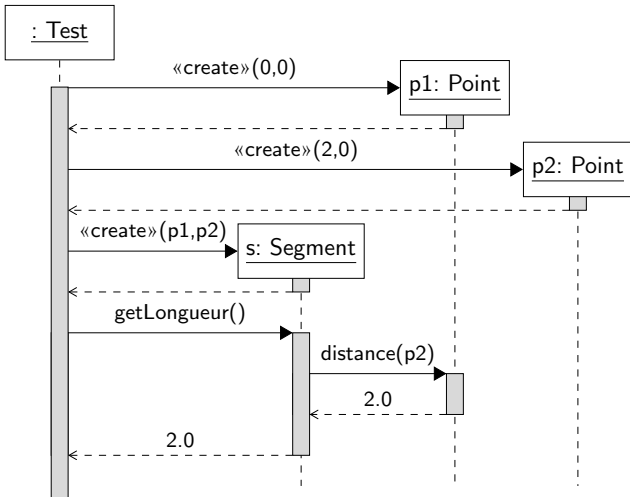 : Test
«create»(0,0)
p1: Point
«create»(2,0)
p2: Point
«create»(p1,p2)
s: Segment
getLongueur()
distance(p2)
2.0
2.0